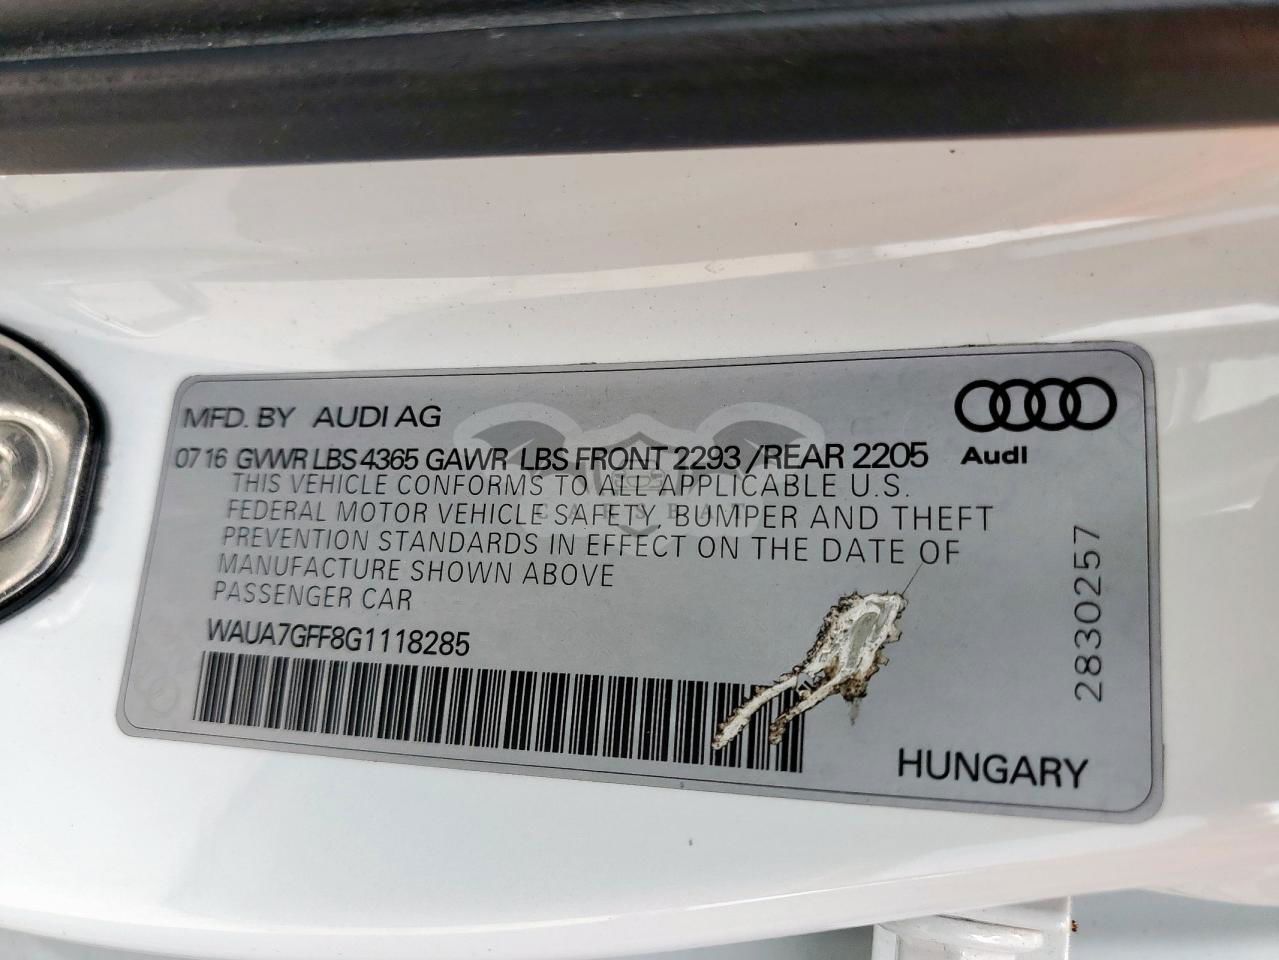 MFD. BY AUDI AG
07 16 GVWR LBS 4365 GAWR LBS FRONT 2293 /REAR 2205
Audi
THIS VEHICLE CONFORMS TO ALL APPLICABLE U.S.
FEDERAL MOTOR VEHICLE SAFETY, BUMPER AND THEFT
PREVENTION STANDARDS IN EFFECT ON THE DATE OF
MANUFACTURE SHOWN ABOVE
PASSENGER CAR
WAUA7GFF8G1118285
2830257
HUNGARY